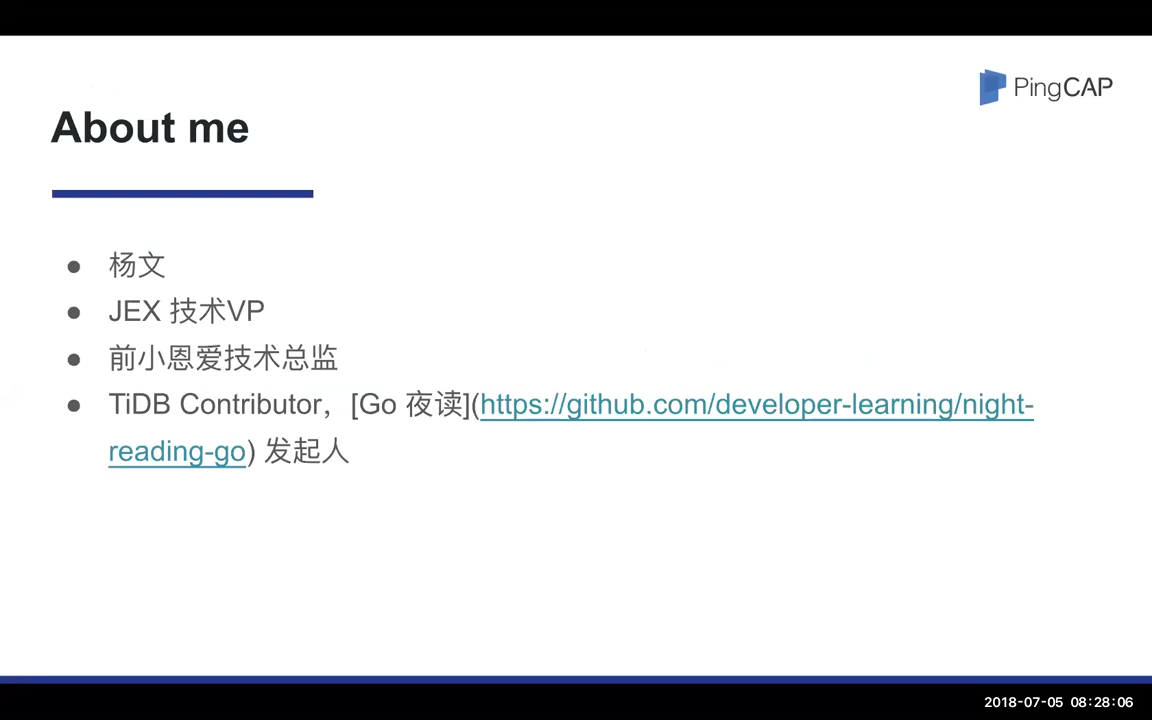 PingCAP
About me
● 杨文
● JEX 技术VP
● 前小恩爱技术总监
● TiDB Contributor，[Go 夜读](https://github.com/developer-learning/night-
reading-go) 发起人
2018-07-05 08:28:06